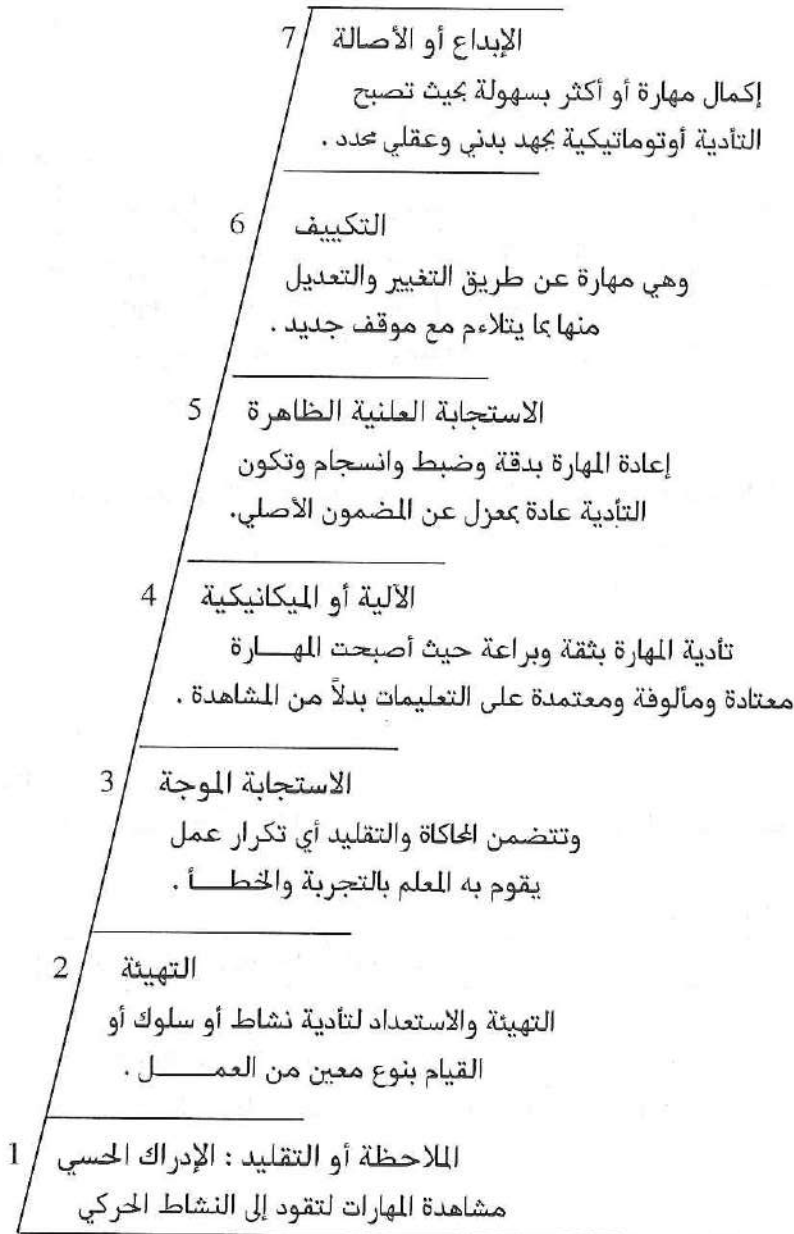 7 الإبداع أو الأصالة
إكمال مهارة أو أكثر بسهولة بحيث تصبح
التأدية أوتوماتيكية بجهد بدني وعقلي محدد .
6 التكييف
وهي مهارة عن طريق التغيير والتعديل
منها بما يتلاءم مع موقف جديد .
5 الاستجابة العلنية الظاهرة
إعادة المهارة بدقة وضبط وانسجام وتكون
التأدية عادة بمعزل عن المضمون الأصلي.
4 الآلية أو الميكانيكية
تأدية المهارة بثقة وبراعة حيث أصبحت المهـــارة
معتادة ومألوفة ومعتمدة على التعليمات بدلاً من المشاهدة .
3 الاستجابة الموجة
وتتضمن المحاكاة والتقليد أي تكرار عمل
يقوم به المعلم بالتجربة والخطـــأ .
2 التهيئة
التهيئة والاستعداد لتأدية نشاط أو سلوك أو
القيام بنوع معين من العمـــــل .
1 الملاحظة أو التقليد : الإدراك الحسي
مشاهدة المهارات لتقود إلى النشاط الحركي